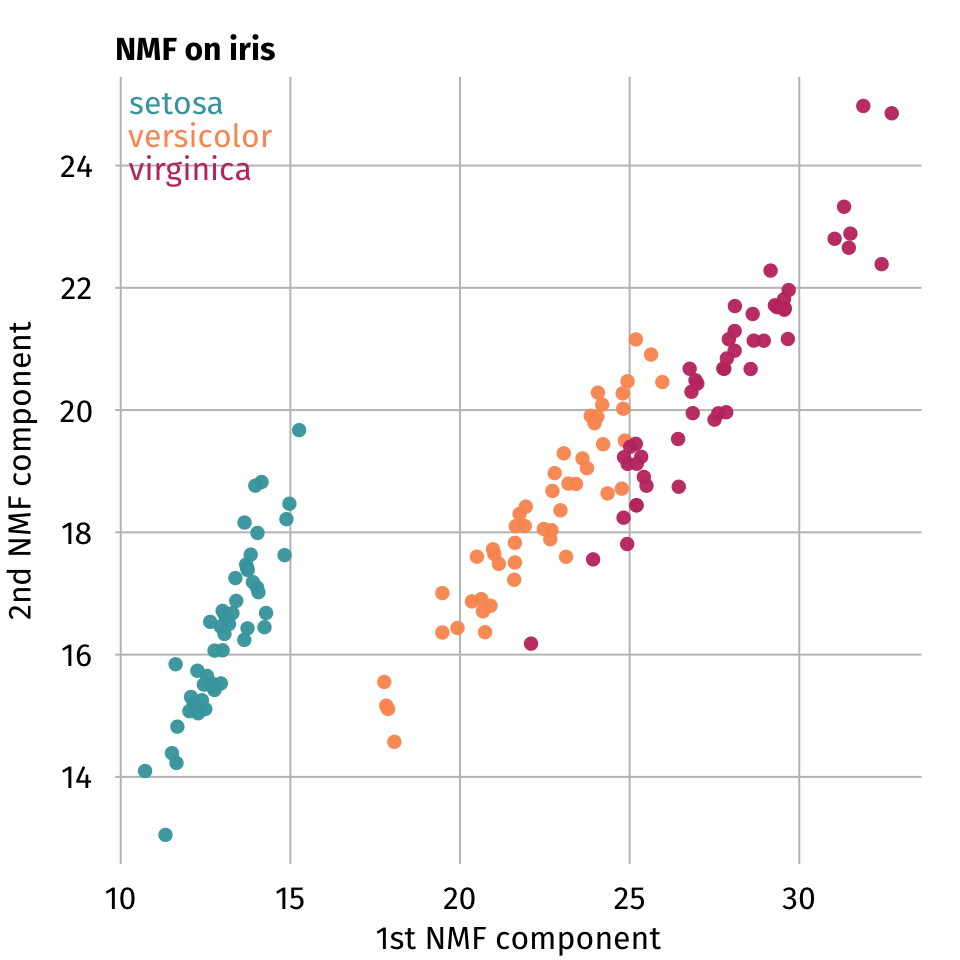 NMF on iris
setosa
versicolor
virginica
24
22
20
18
16
14
2nd NMF component
10 15 20 25 30
1st NMF component